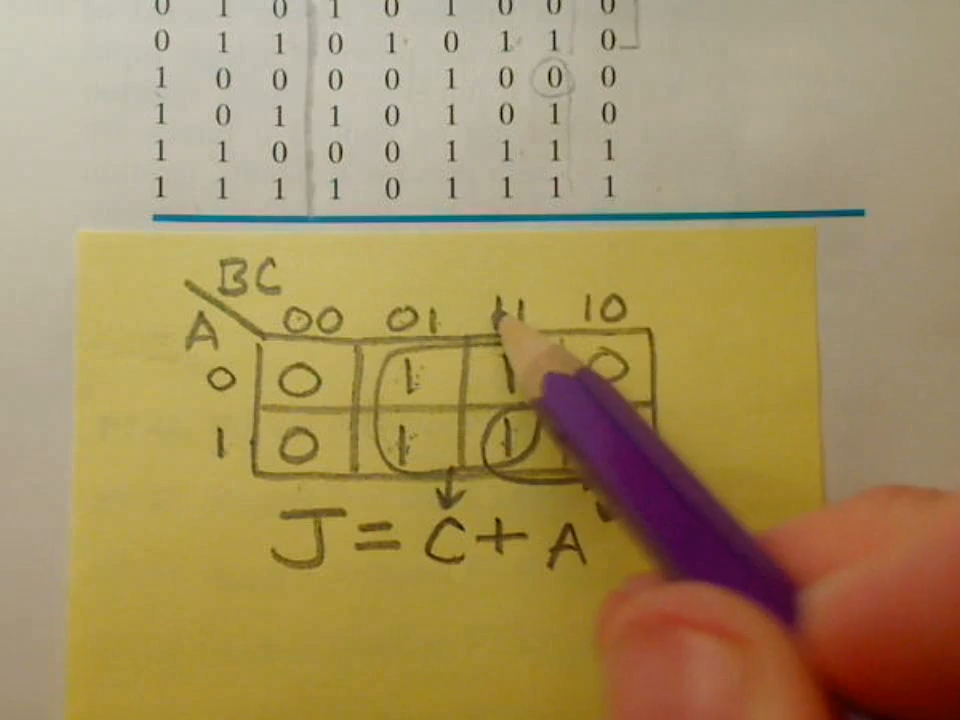 0 1 0 1 0 1 0 0 0
0 1 1 0 1 0 1 1 0
1 0 0 0 0 1 0 0 0
1 0 1 1 0 1 0 1 0
1 1 0 0 0 1 1 1 1
1 1 1 1 0 1 1 1 1
BC
A 00 01 11 10
0 0 1 1 0
1 0 1 1
J = C + A